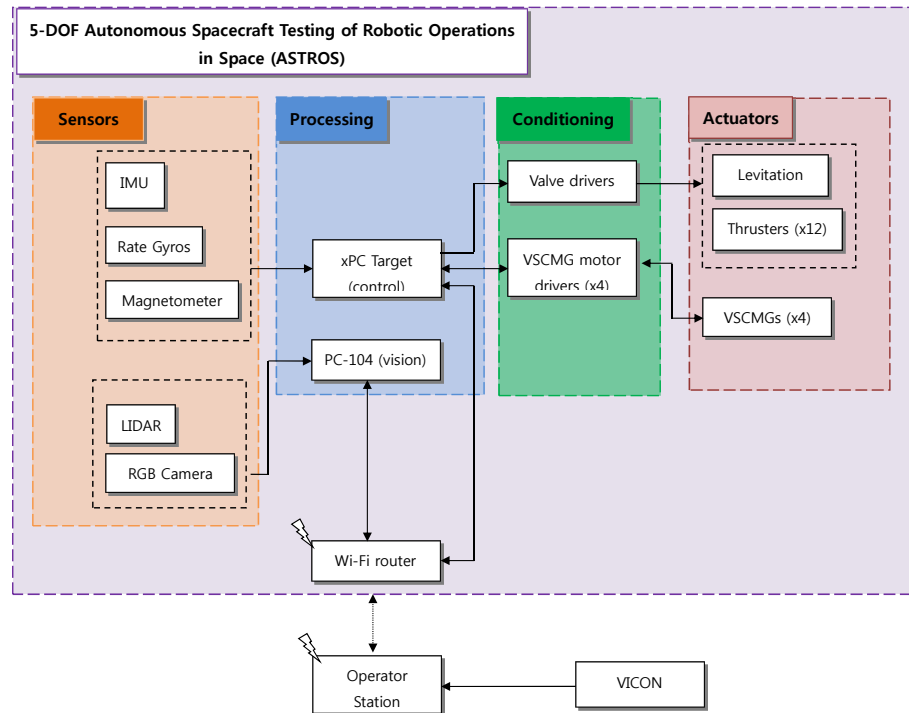 5-DOF Autonomous Spacecraft Testing of Robotic Operations
in Space (ASTROS)
Sensors
Processing
Conditioning
Actuators
IMU
Rate Gyros
Magnetometer
LIDAR
RGB Camera
xPC Target
(control)
PC-104 (vision)
Valve drivers
VSCMG motor
drivers (x4)
Levitation
Thrusters (x12)
VSCMGs (x4)
Wi-Fi router
Operator
Station
VICON